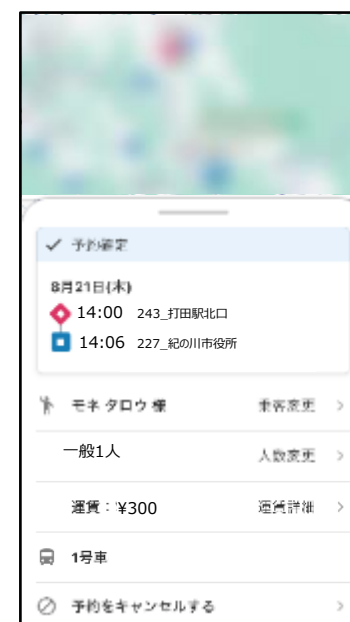 予約確定
8月21日(木)
14:00 243_打田駅北口
14:06 227_紀の川市役所
モネ タロウ 様 乗客変更
一般1人 人数変更
運賃：¥300 運賃詳細
1号車
予約をキャンセルする